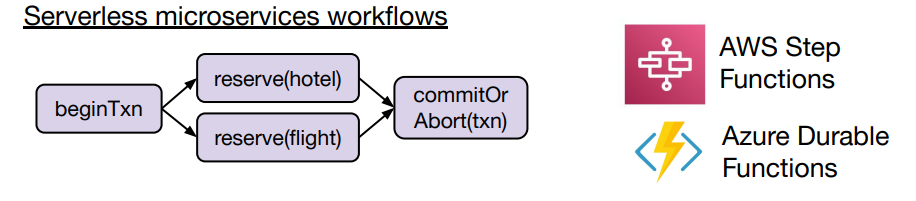 Serverless microservices workflows
beginTxn
reserve(hotel)
reserve(flight)
commitOr
Abort(txn)
AWS Step
Functions
Azure Durable
Functions